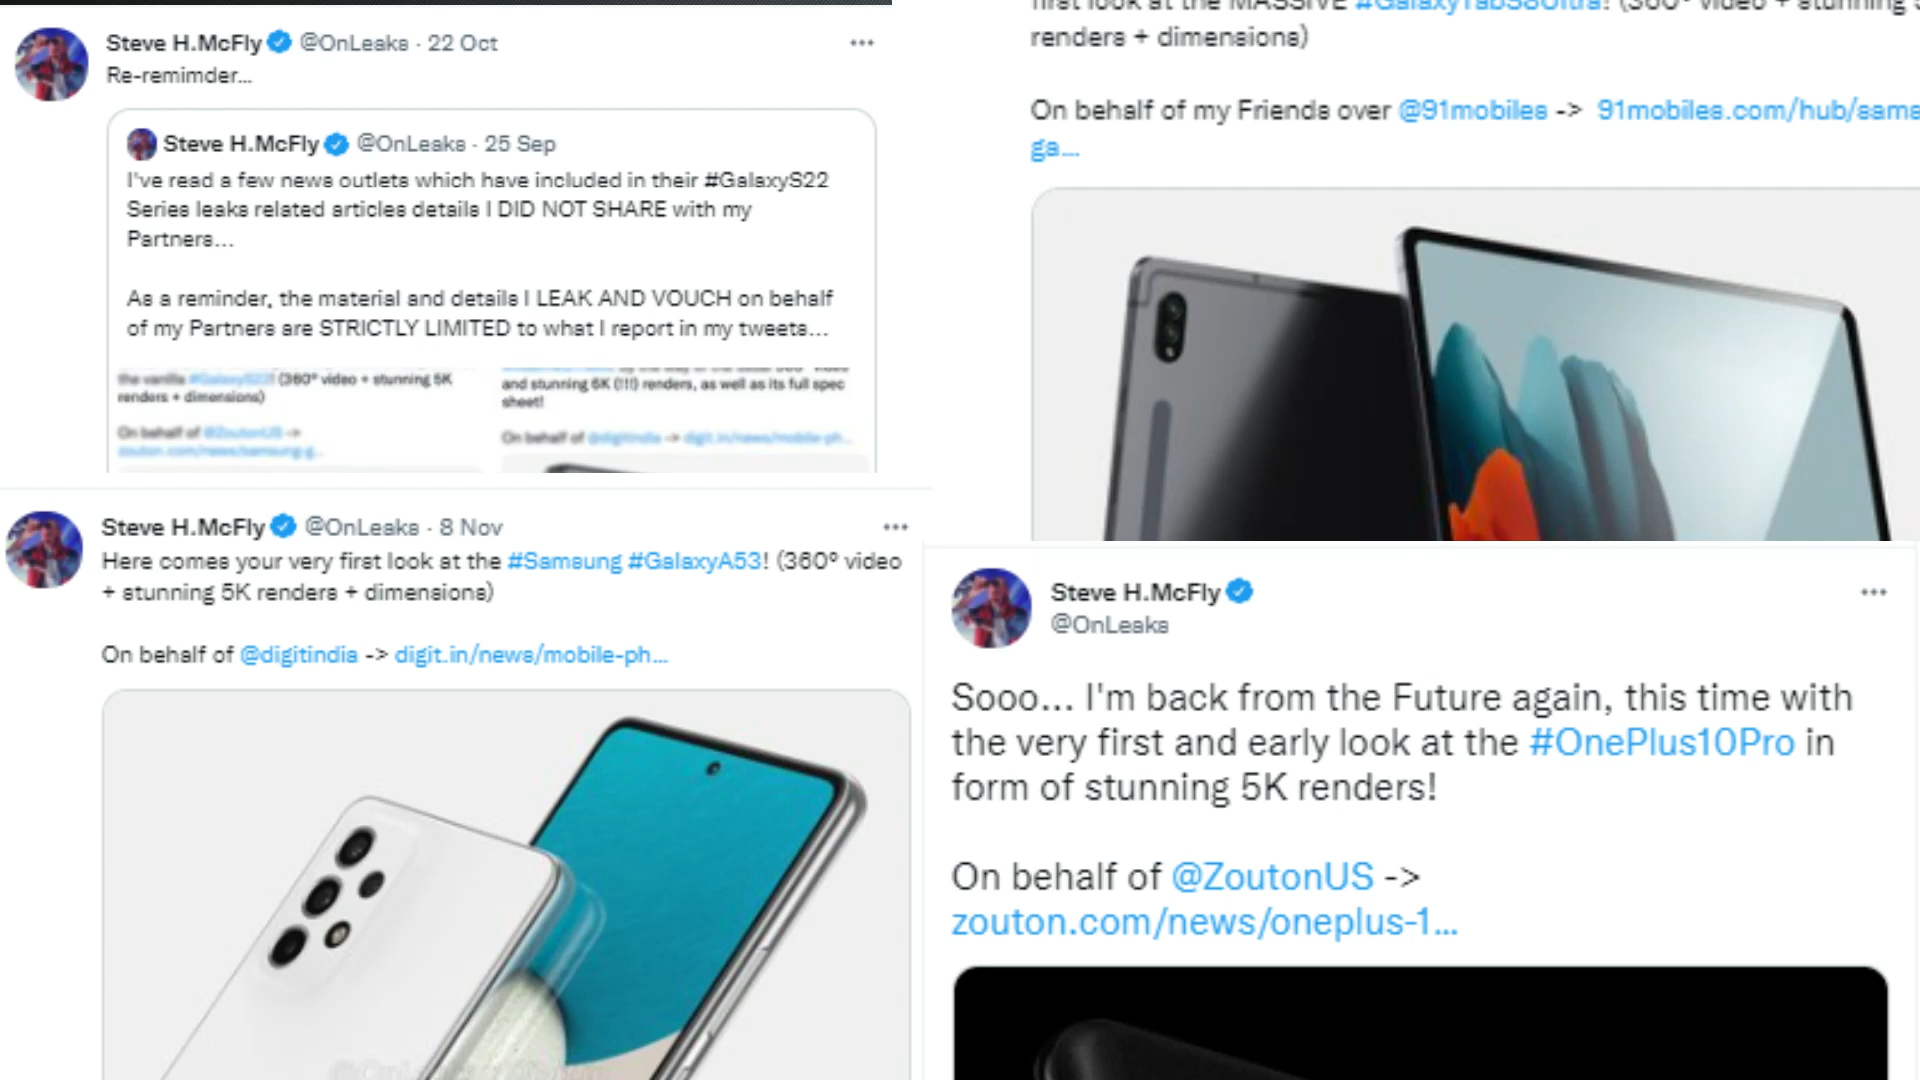 Steve H.McFly @OnLeaks · 22 Oct
Re-remimder...
Steve H.McFly @OnLeaks · 25 Sep
I've read a few news outlets which have included in their #GalaxyS22
Series leaks related articles details I DID NOT SHARE with my
Partners...
As a reminder, the material and details I LEAK AND VOUCH on behalf
of my Partners are STRICTLY LIMITED to what I report in my tweets...
the vanilla #GalaxyS22! (360º video + stunning 5K
renders + dimensions)
On behalf of @ZoutonUS ->
zouton.com/news/samsung-g...
and stunning 6K (!!!) renders, as well as its full spec
sheet!
On behalf of @digitindia -> digit.in/news/mobile-ph...
Steve H.McFly @OnLeaks · 8 Nov
Here comes your very first look at the #Samsung #GalaxyA53! (360º video
+ stunning 5K renders + dimensions)
On behalf of @digitindia -> digit.in/news/mobile-ph...
first look at the MASSIVE #GalaxyTabS8Ultra! (360º video + stunning
renders + dimensions)
On behalf of my Friends over @91mobiles -> 91mobiles.com/hub/sams
ga...
Steve H.McFly
@OnLeaks
Sooo... I'm back from the Future again, this time with
the very first and early look at the #OnePlus10Pro in
form of stunning 5K renders!
On behalf of @ZoutonUS ->
zouton.com/news/oneplus-1...